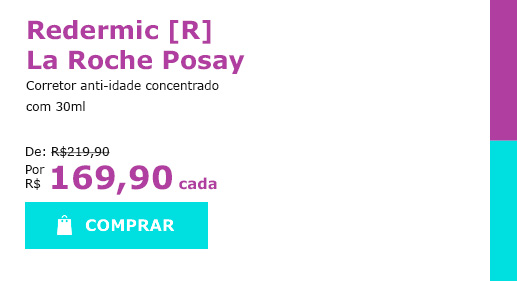 Redermic [R]
La Roche Posay
Corretor anti-idade concentrado
com 30ml
De: R$219,90
Por
R$ 169,90 cada
COMPRAR